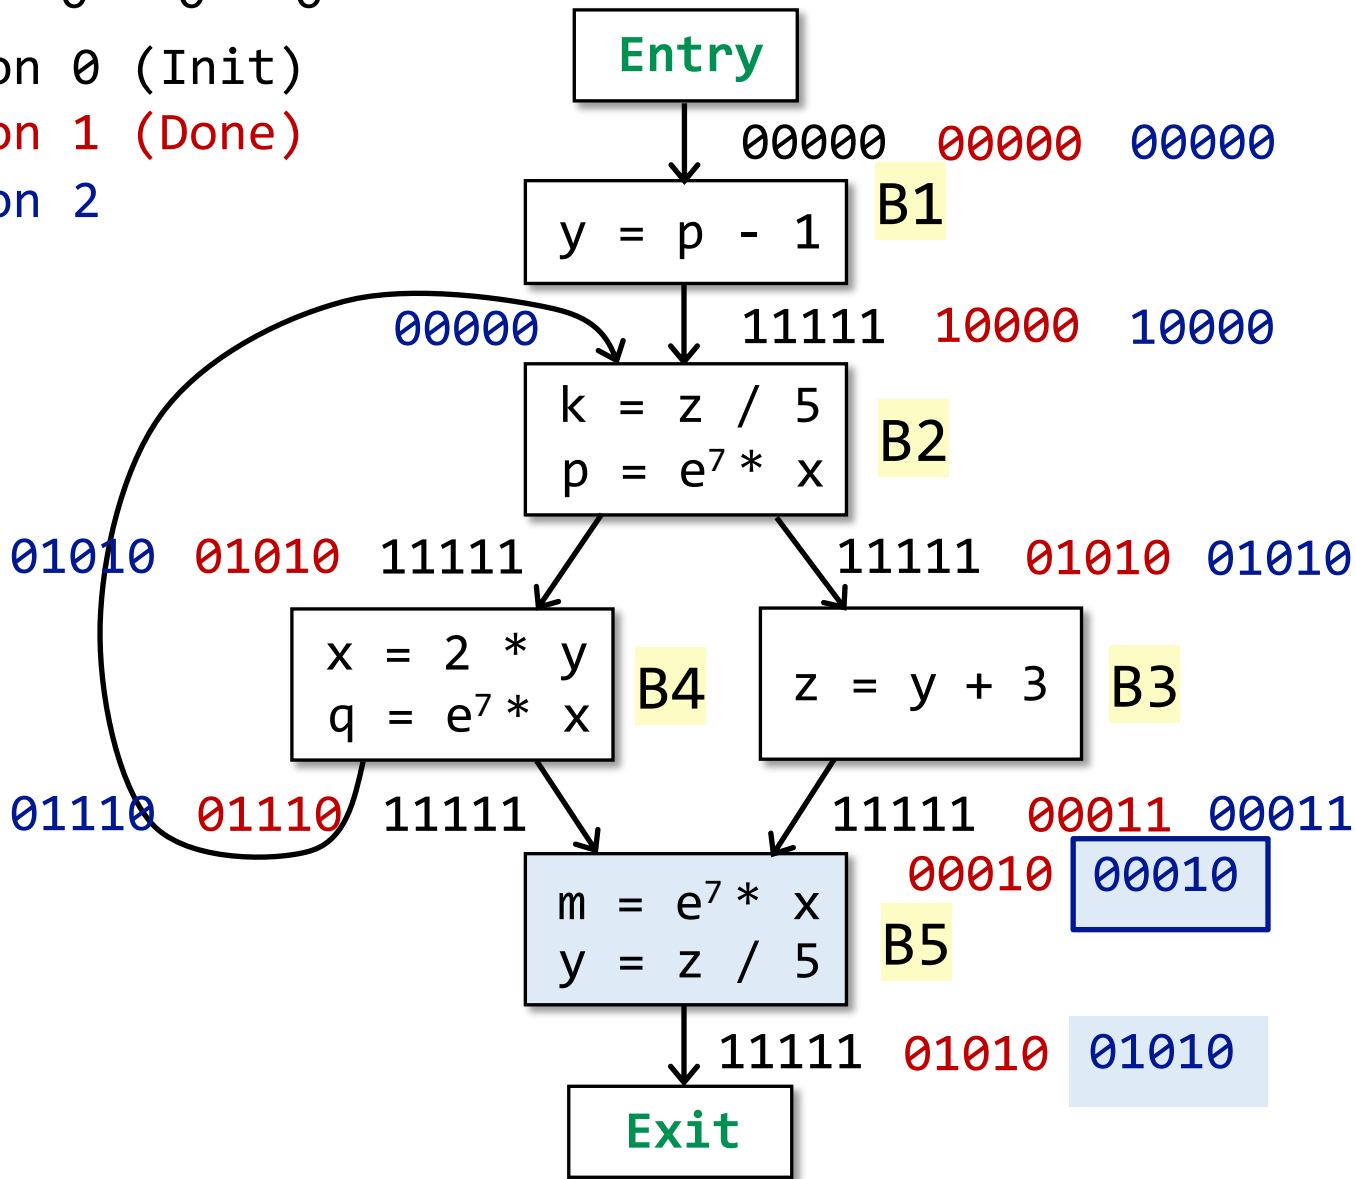 on 0 (Init)
on 1 (Done)
on 2
Entry
00000 00000 00000
B1
y = p - 1
00000 11111 10000 10000
k = z / 5
p = e⁷ * x
B2
01010 01010 11111 11111 01010 01010
x = 2 * y
q = e⁷ * x
B4
z = y + 3
B3
01110 01110 11111 11111 00011 00011
00010 00010
m = e⁷ * x
y = z / 5
B5
11111 01010 01010
Exit